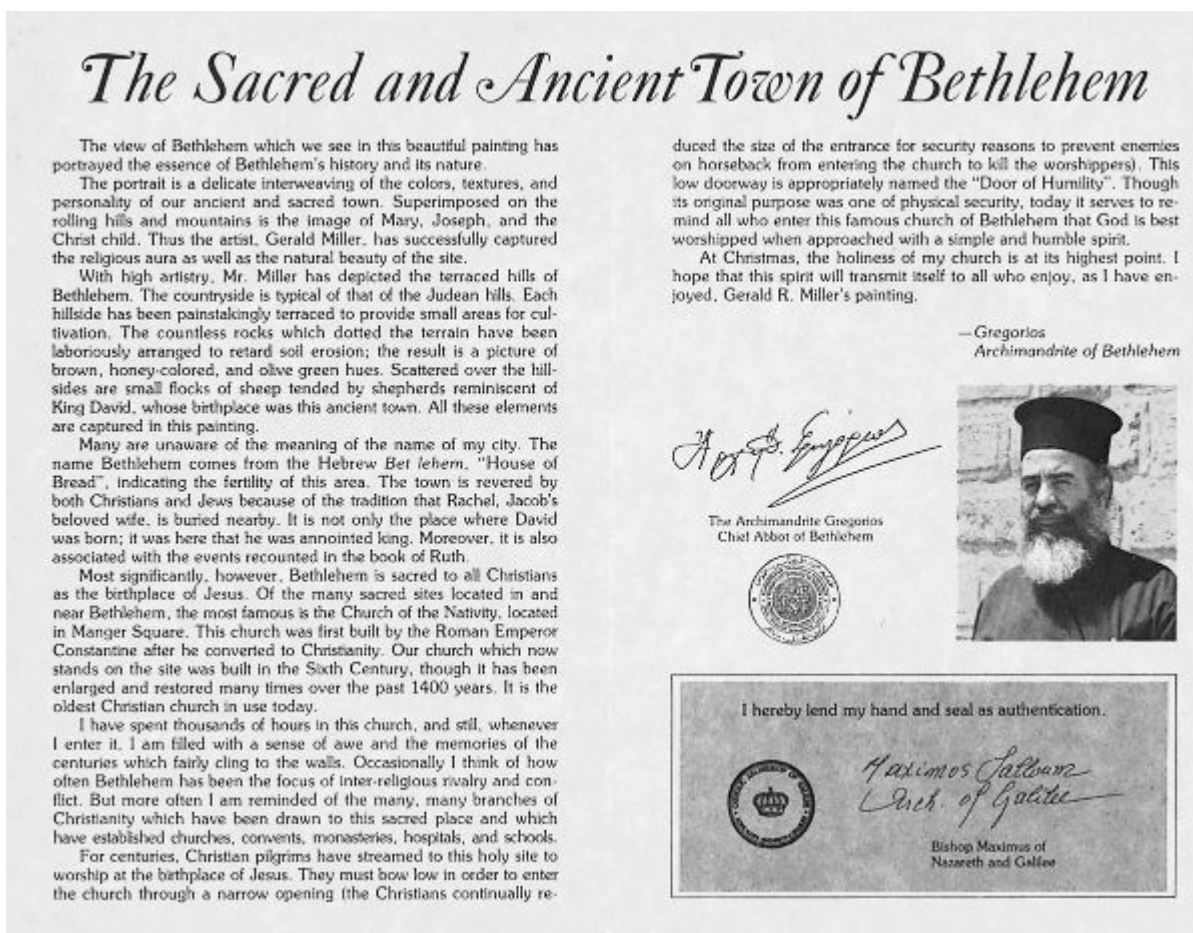 The Sacred and Ancient Town of Bethlehem
The view of Bethlehem which we see in this beautiful painting has
portrayed the essence of Bethlehem's history and its nature.
The portrait is a delicate interweaving of the colors, textures, and
personality of our ancient and sacred town. Superimposed on the
rolling hills and mountains is the image of Mary, Joseph, and the
Christ child. Thus the artist, Gerald Miller, has successfully captured
the religious aura as well as the natural beauty of the site.
With high artistry, Mr. Miller has depicted the terraced hills of
Bethlehem. The countryside is typical of that of the Judean hills. Each
hillside has been painstakingly terraced to provide small areas for cul-
tivation. The countless rocks which dotted the terrain have been
laboriously arranged to retard soil erosion; the result is a picture of
brown, honey-colored, and olive green hues. Scattered over the hill-
sides are small flocks of sheep tended by shepherds reminiscent of
King David, whose birthplace was this ancient town. All these elements
are captured in this painting.
Many are unaware of the meaning of the name of my city. The
name Bethlehem comes from the Hebrew Bet lehem, "House of
Bread", indicating the fertility of this area. The town is revered by
both Christians and Jews because of the tradition that Rachel, Jacob's
beloved wife, is buried nearby. It is not only the place where David
was born; it was here that he was annointed king. Moreover, it is also
associated with the events recounted in the book of Ruth.
Most significantly, however, Bethlehem is sacred to all Christians
as the birthplace of Jesus. Of the many sacred sites located in and
near Bethlehem, the most famous is the Church of the Nativity, located
in Manger Square. This church was first built by the Roman Emperor
Constantine after he converted to Christianity. Our church which now
stands on the site was built in the Sixth Century, though it has been
enlarged and restored many times over the past 1400 years. It is the
oldest Christian church in use today.
I have spent thousands of hours in this church, and still, whenever
I enter it, I am filled with a sense of awe and the memories of the
centuries which fairly cling to the walls. Occasionally I think of how
often Bethlehem has been the focus of inter-religious rivalry and con-
flict. But more often I am reminded of the many, many branches of
Christianity which have been drawn to this sacred place and which
have established churches, convents, monasteries, hospitals, and schools.
For centuries, Christian pilgrims have streamed to this holy site to
worship at the birthplace of Jesus. They must bow low in order to enter
the church through a narrow opening (the Christians continually re-
duced the size of the entrance for security reasons to prevent enemies
on horseback from entering the church to kill the worshippers). This
low doorway is appropriately named the "Door of Humility". Though
its original purpose was one of physical security, today it serves to re-
mind all who enter this famous church of Bethlehem that God is best
worshipped when approached with a simple and humble spirit.
At Christmas, the holiness of my church is at its highest point. I
hope that this spirit will transmit itself to all who enjoy, as I have en-
joyed, Gerald R. Miller's painting.
—Gregorios
Archimandrite of Bethlehem
The Archimandrite Gregorios
Chief Abbot of Bethlehem
I hereby lend my hand and seal as authentication.
Maximos Salloum
Arch. of Galilee
Bishop Maximus of
Nazareth and Galilee